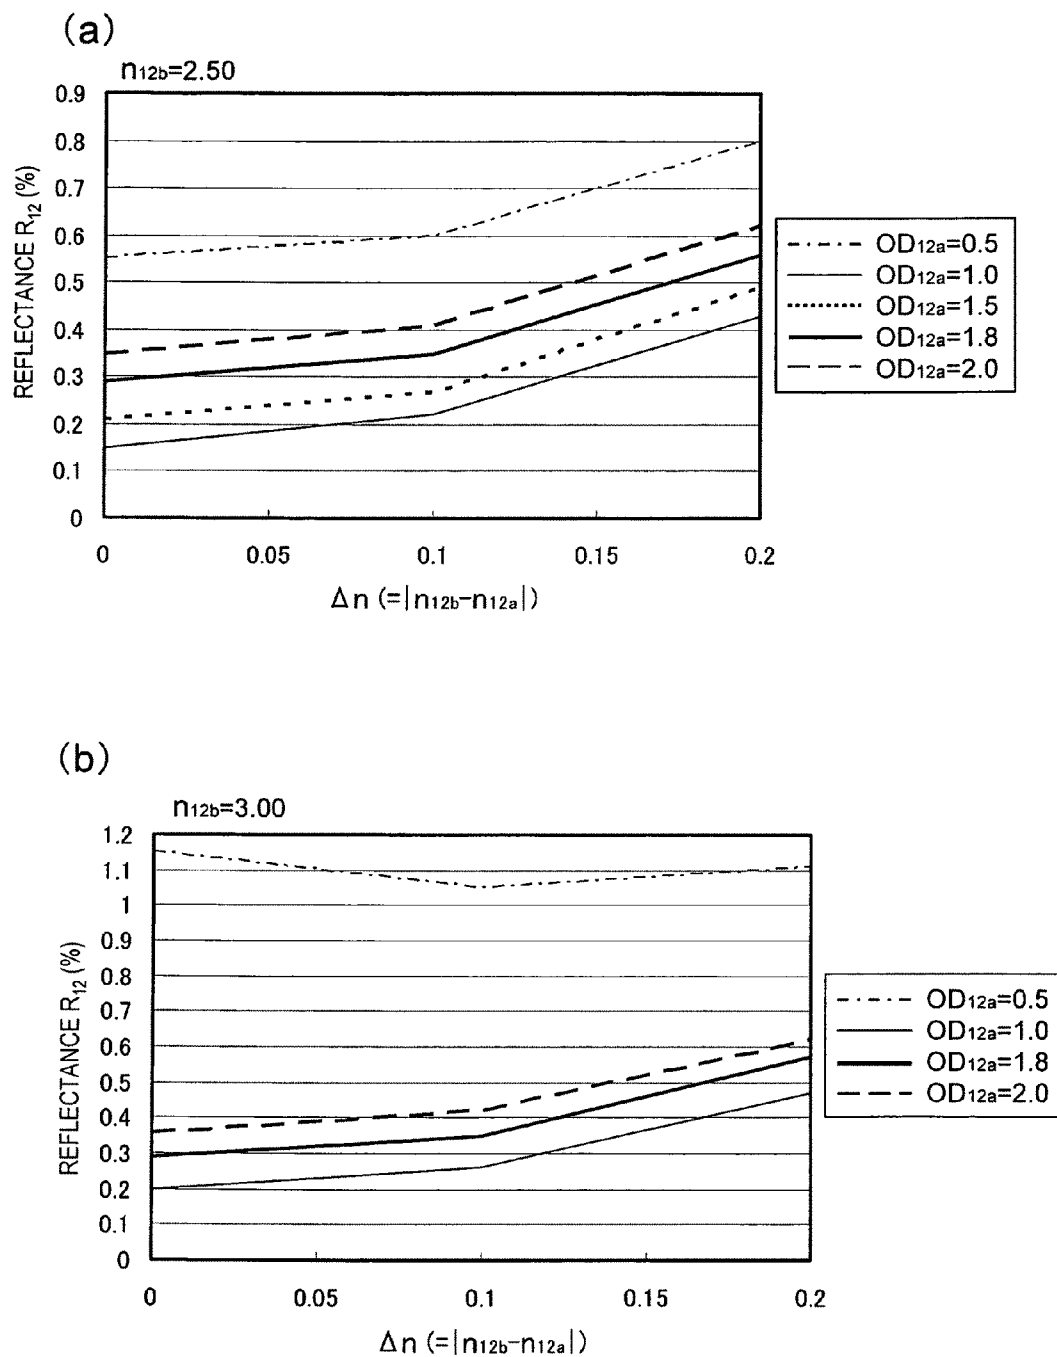 (a)
n12b=2.50
REFLECTANCE R12 (%)
0.9
0.8
0.7
0.6
0.5
0.4
0.3
0.2
0.1
0
0 0.05 0.1 0.15 0.2
Δn (=|n12b-n12a|)
OD12a=0.5
OD12a=1.0
OD12a=1.5
OD12a=1.8
OD12a=2.0
(b)
n12b=3.00
REFLECTANCE R12 (%)
1.2
1.1
1
0.9
0.8
0.7
0.6
0.5
0.4
0.3
0.2
0.1
0
0 0.05 0.1 0.15 0.2
Δn (=|n12b-n12a|)
OD12a=0.5
OD12a=1.0
OD12a=1.8
OD12a=2.0